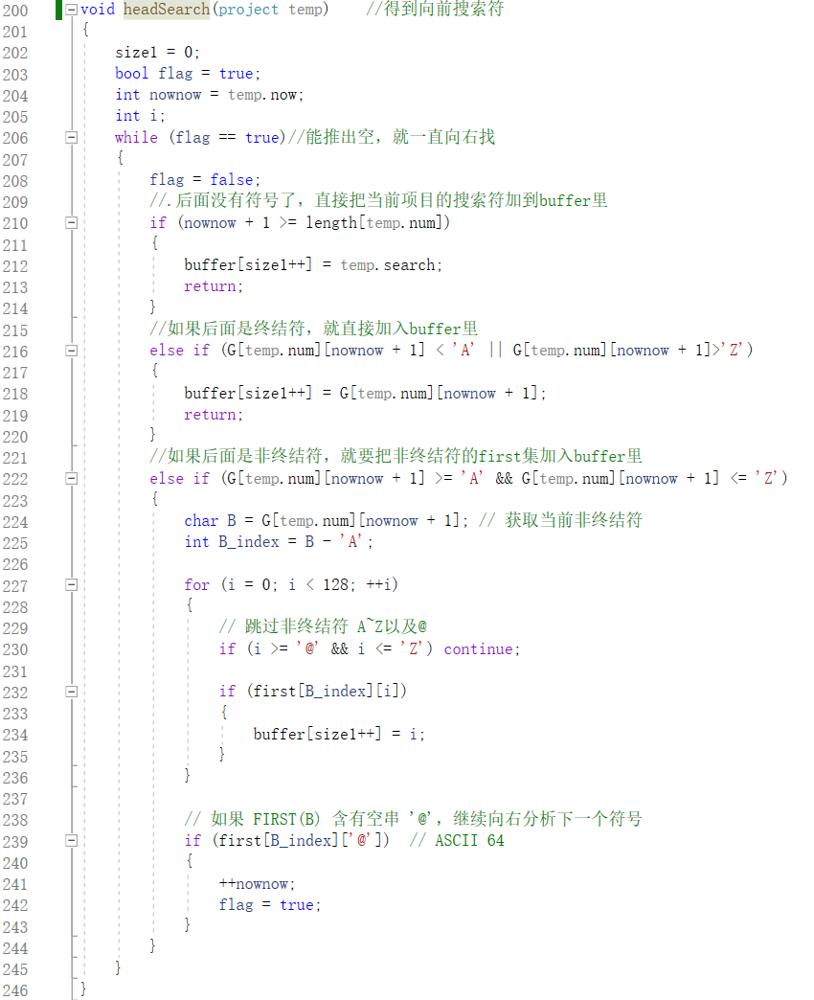 200 void headSearch(project temp)    //得到向前搜索符
201 {
202     size1 = 0;
203     bool flag = true;
204     int nownow = temp.now;
205     int i;
206     while (flag == true)//能推出空，就一直向右找
207     {
208         flag = false;
209         //.后面没有符号了，直接把当前项目的搜索符加到buffer里
210         if (nownow + 1 >= length[temp.num])
211         {
212             buffer[size1++] = temp.search;
213             return;
214         }
215         //如果后面是终结符，就直接加入buffer里
216         else if (G[temp.num][nownow + 1] < 'A' || G[temp.num][nownow + 1]>'Z')
217         {
218             buffer[size1++] = G[temp.num][nownow + 1];
219             return;
220         }
221         //如果后面是非终结符，就要把非终结符的first集加入buffer里
222         else if (G[temp.num][nownow + 1] >= 'A' && G[temp.num][nownow + 1] <= 'Z')
223         {
224             char B = G[temp.num][nownow + 1]; // 获取当前非终结符
225             int B_index = B - 'A';
226
227             for (i = 0; i < 128; ++i)
228             {
229                 // 跳过非终结符 A~Z以及@
230                 if (i >= '@' && i <= 'Z') continue;
231
232                 if (first[B_index][i])
233                 {
234                     buffer[size1++] = i;
235                 }
236             }
237
238             // 如果 FIRST(B) 含有空串 '@'，继续向右分析下一个符号
239             if (first[B_index]['@'])  // ASCII 64
240             {
241                 ++nownow;
242                 flag = true;
243             }
244         }
245     }
246 }